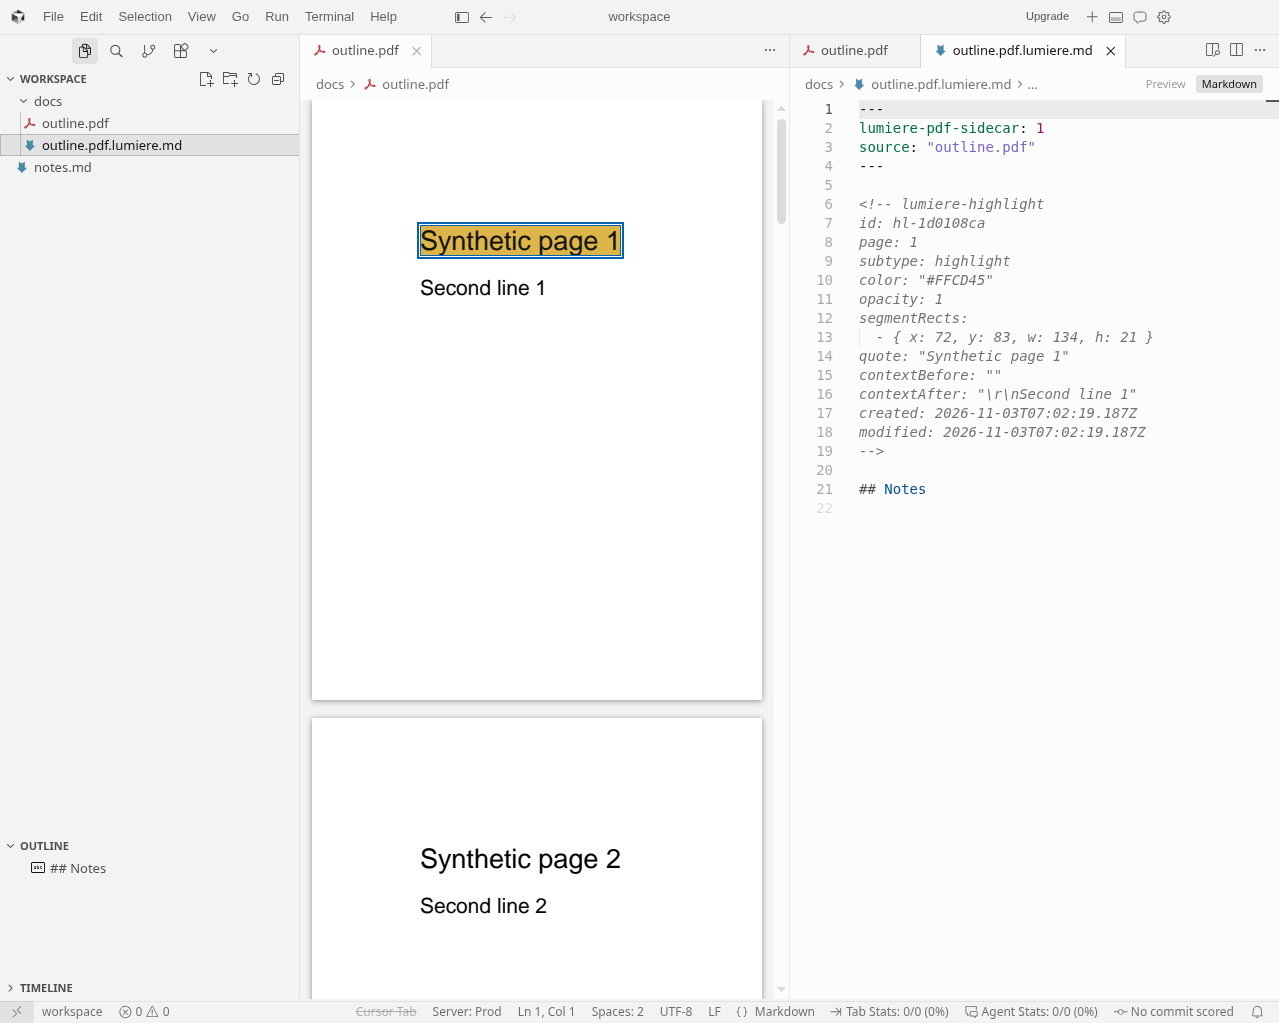 File Edit Selection View Go Run Terminal Help
workspace
Upgrade
WORKSPACE
docs
outline.pdf
outline.pdf.lumiere.md
notes.md
OUTLINE
## Notes
TIMELINE
outline.pdf
docs > outline.pdf
Synthetic page 1
Second line 1
Synthetic page 2
Second line 2
outline.pdf
outline.pdf.lumiere.md
docs > outline.pdf.lumiere.md > ...
Preview Markdown
1 ---
2 lumiere-pdf-sidecar: 1
3 source: "outline.pdf"
4 ---
5
6 <!-- lumiere-highlight
7 id: hl-1d0108ca
8 page: 1
9 subtype: highlight
10 color: "#FFCD45"
11 opacity: 1
12 segmentRects:
13 - { x: 72, y: 83, w: 134, h: 21 }
14 quote: "Synthetic page 1"
15 contextBefore: ""
16 contextAfter: "\r\nSecond line 1"
17 created: 2026-11-03T07:02:19.187Z
18 modified: 2026-11-03T07:02:19.187Z
19 -->
20
21 ## Notes
22
workspace 0 0 Cursor Tab Server: Prod Ln 1, Col 1 Spaces: 2 UTF-8 LF { } Markdown Tab Stats: 0/0 (0%) Agent Stats: 0/0 (0%) No commit scored